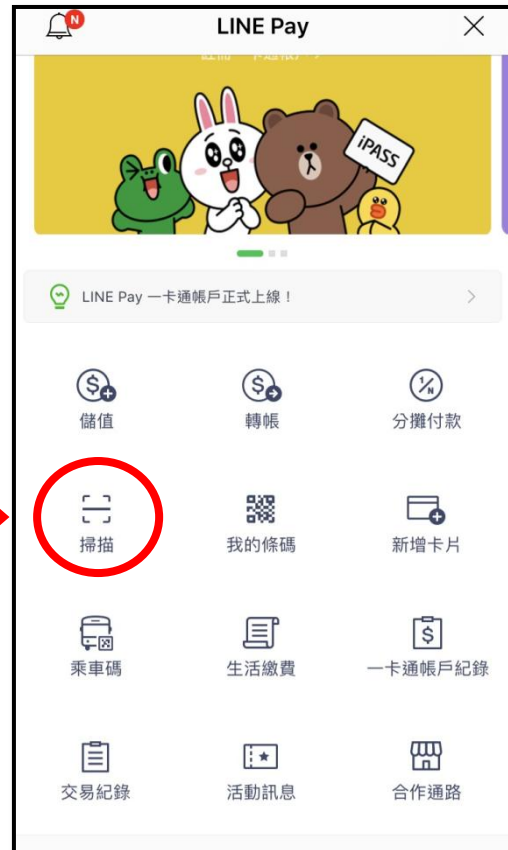 N
LINE Pay
iPASS
LINE Pay 一卡通帳戶正式上線！
儲值
轉帳
分攤付款
掃描
我的條碼
新增卡片
乘車碼
生活繳費
一卡通帳戶紀錄
交易紀錄
活動訊息
合作通路